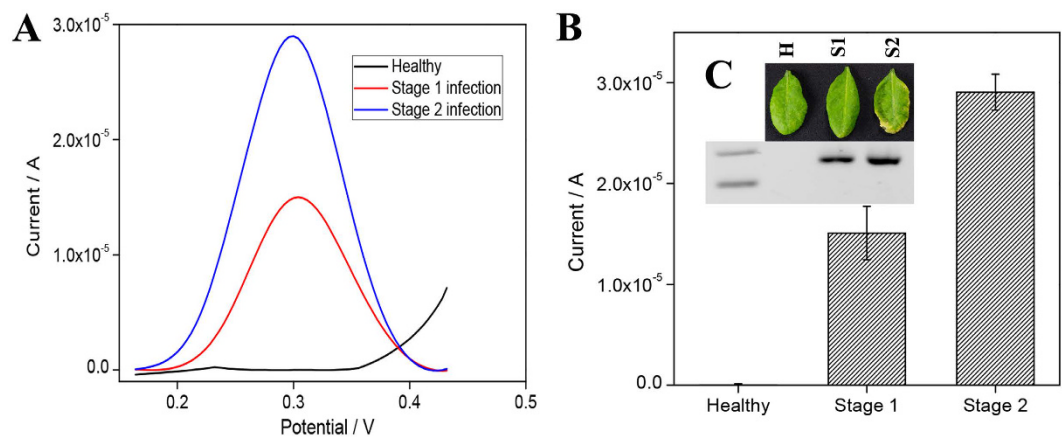 A
3.0x10⁻⁵
2.0x10⁻⁵
1.0x10⁻⁵
0.0
Current / A
0.2
0.3
0.4
0.5
Potential / V
Healthy
Stage 1 infection
Stage 2 infection
B
3.0x10⁻⁵
2.0x10⁻⁵
1.0x10⁻⁵
0.0
Current / A
Healthy
Stage 1
Stage 2
C
H
S1
S2